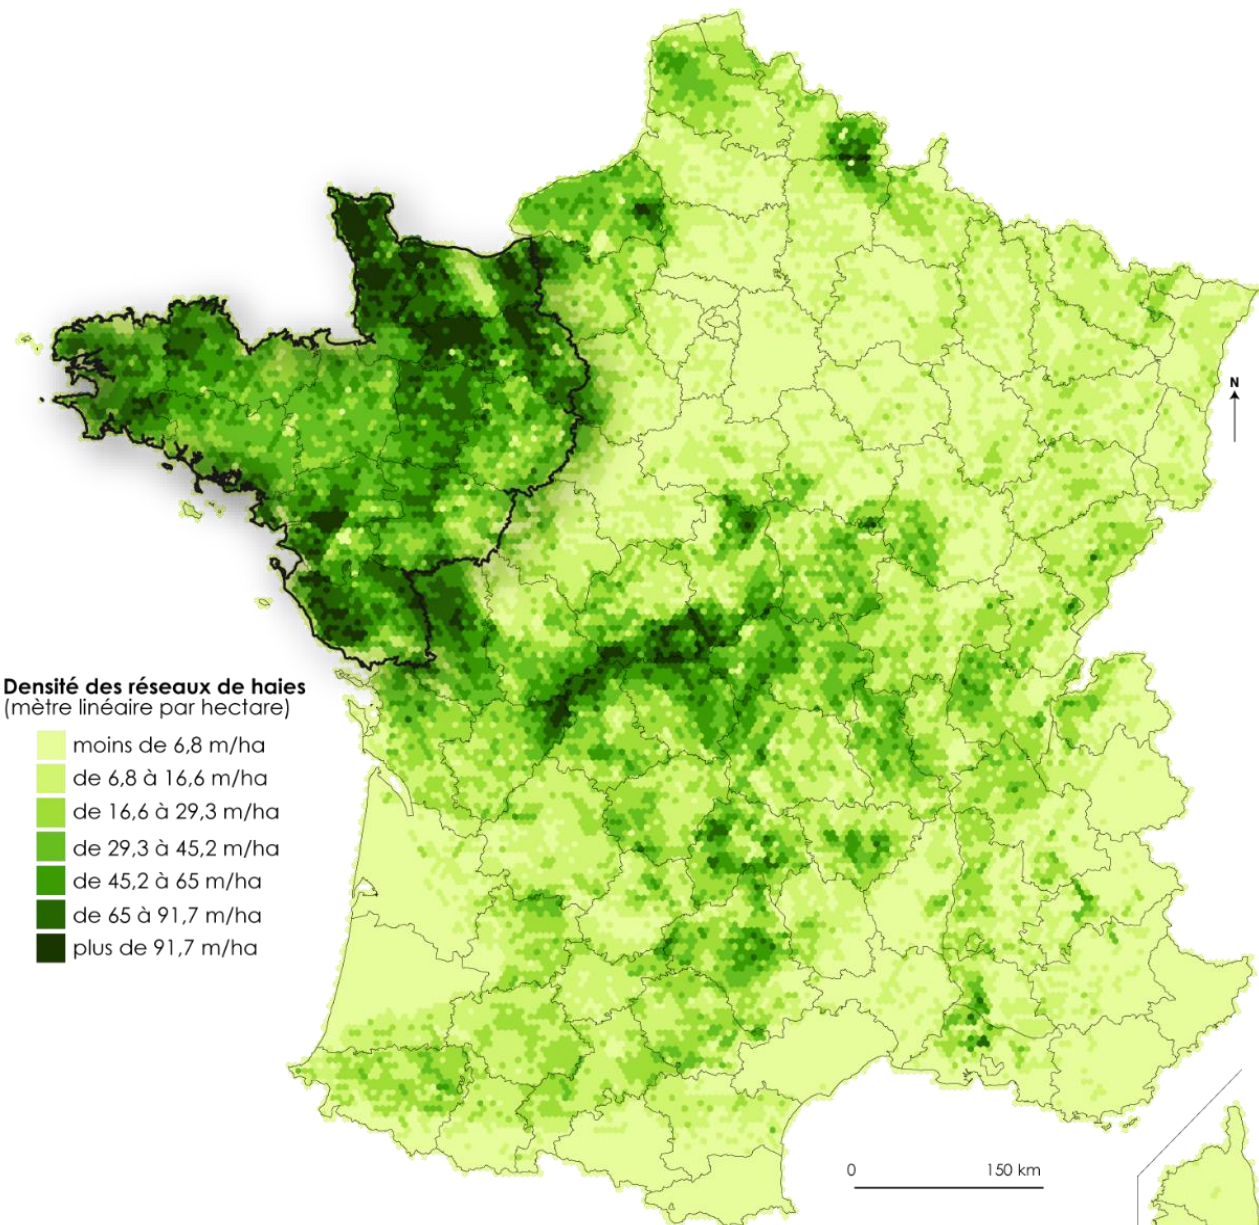 N
Densité des réseaux de haies
(mètre linéaire par hectare)
moins de 6,8 m/ha
de 6,8 à 16,6 m/ha
de 16,6 à 29,3 m/ha
de 29,3 à 45,2 m/ha
de 45,2 à 65 m/ha
de 65 à 91,7 m/ha
plus de 91,7 m/ha
0 150 km